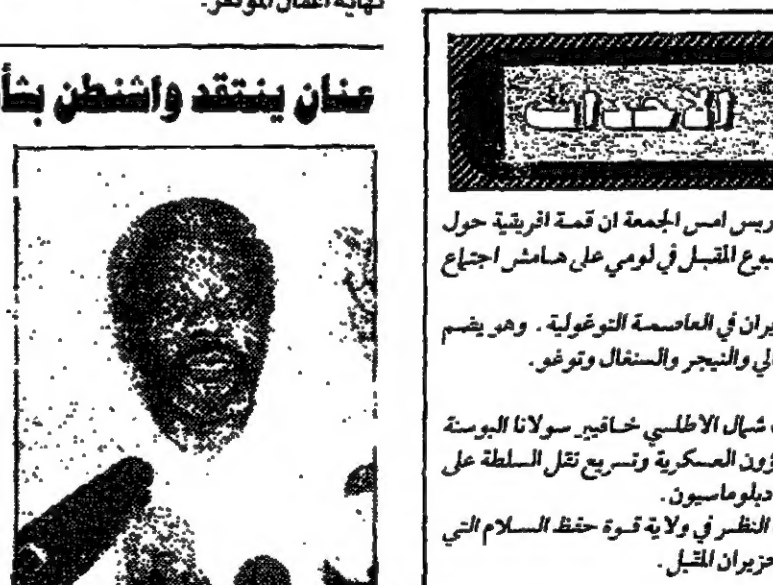 نهاية اعمال المؤتمر.
عنان ينتقد واشنطن بشأ
الأحداث
ريس امس الجمعة ان قمة افريقية حول
سبوع المقبل في لومي على هامش اجتماع
يران في العاصمة التوغولية . وهو يضم
الي والنيجر والسنغال وتوغو .
شمال الاطلسي خافيير سولانا البوسنة
ؤون العسكرية وتسريع نقل السلطة على
دبلوماسيون .
النظر في ولاية قوة حفظ السلام التي
حزيران المقبل .